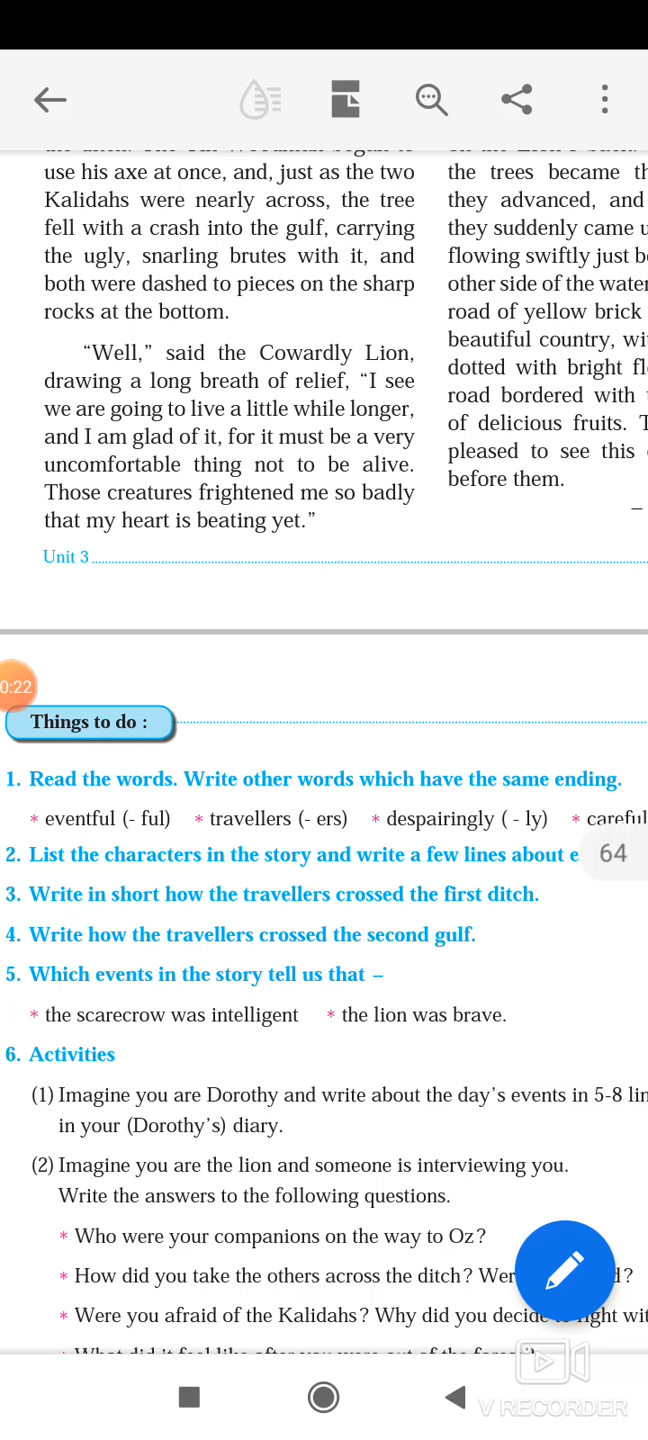 use his axe at once, and, just as the two
Kalidahs were nearly across, the tree
fell with a crash into the gulf, carrying
the ugly, snarling brutes with it, and
both were dashed to pieces on the sharp
rocks at the bottom.
“Well,” said the Cowardly Lion,
drawing a long breath of relief, “I see
we are going to live a little while longer,
and I am glad of it, for it must be a very
uncomfortable thing not to be alive.
Those creatures frightened me so badly
that my heart is beating yet.”
the trees became th
they advanced, and
they suddenly came u
flowing swiftly just b
other side of the water
road of yellow brick
beautiful country, wi
dotted with bright fl
road bordered with
of delicious fruits. T
pleased to see this
before them.
–
Unit 3
0:22
Things to do :
1. Read the words. Write other words which have the same ending.
* eventful (- ful) * travellers (- ers) * despairingly ( - ly) * careful
2. List the characters in the story and write a few lines about e
64
3. Write in short how the travellers crossed the first ditch.
4. Write how the travellers crossed the second gulf.
5. Which events in the story tell us that –
* the scarecrow was intelligent * the lion was brave.
6. Activities
(1) Imagine you are Dorothy and write about the day’s events in 5-8 lin
in your (Dorothy’s) diary.
(2) Imagine you are the lion and someone is interviewing you.
Write the answers to the following questions.
* Who were your companions on the way to Oz?
* How did you take the others across the ditch? Wer d?
* Were you afraid of the Kalidahs? Why did you decide to fight wit
V RECORDER